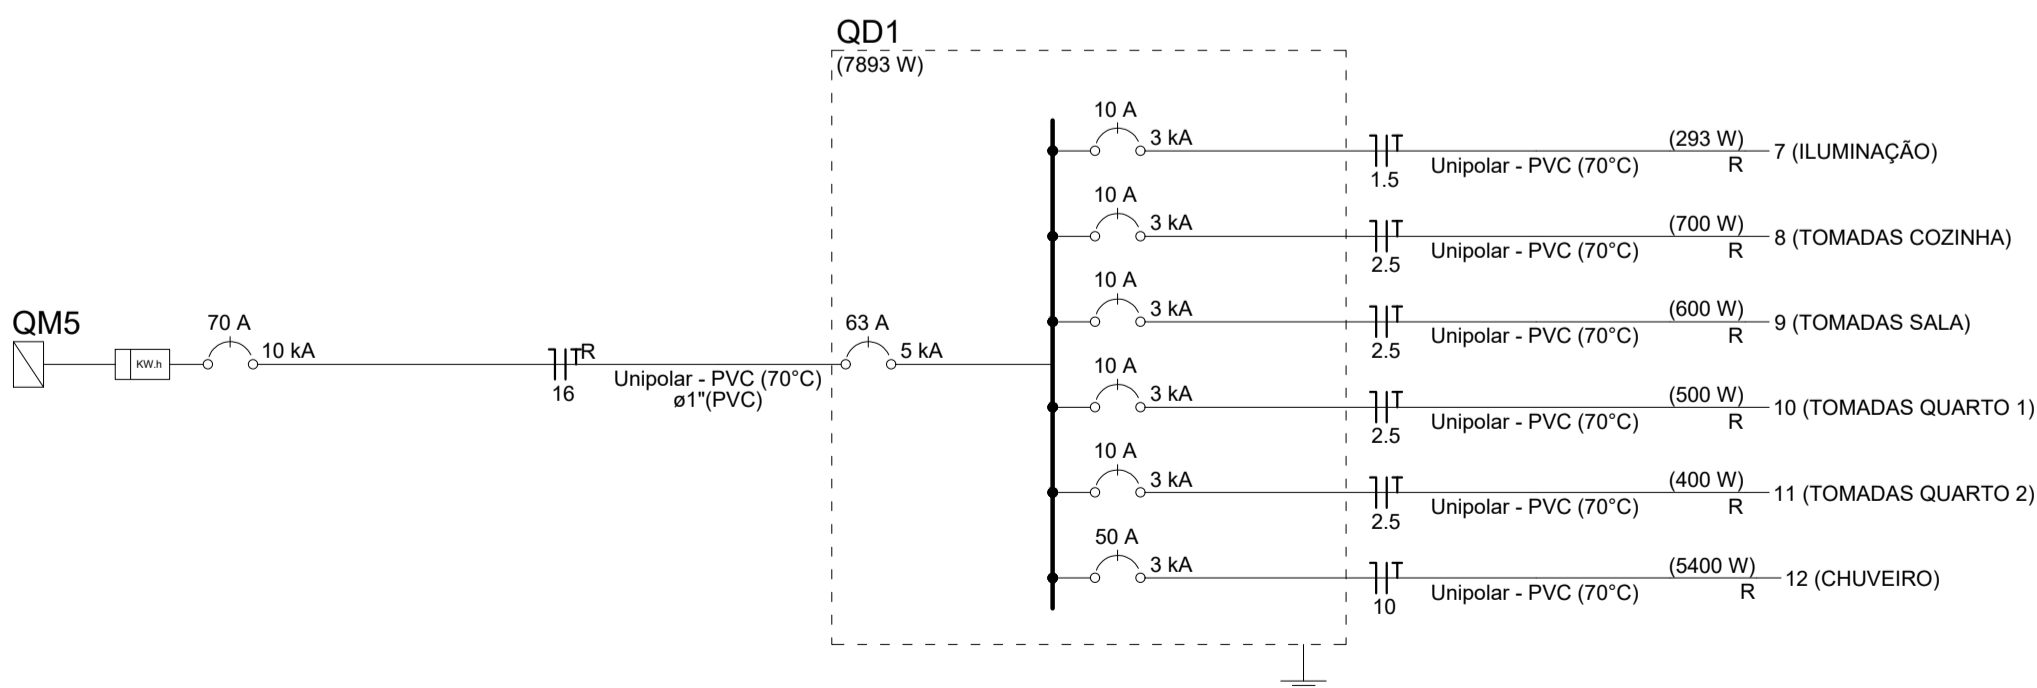 QD1
(7893 W)
10 A
3 kA
T
1.5
Unipolar - PVC (70°C)
(293 W)
R
7 (ILUMINAÇÃO)
10 A
3 kA
T
2.5
Unipolar - PVC (70°C)
(700 W)
R
8 (TOMADAS COZINHA)
10 A
3 kA
T
2.5
Unipolar - PVC (70°C)
(600 W)
R
9 (TOMADAS SALA)
QM5
KW.h
70 A
10 kA
R
16
Unipolar - PVC (70°C)
ø1"(PVC)
63 A
5 kA
10 A
3 kA
T
2.5
Unipolar - PVC (70°C)
(500 W)
R
10 (TOMADAS QUARTO 1)
10 A
3 kA
T
2.5
Unipolar - PVC (70°C)
(400 W)
R
11 (TOMADAS QUARTO 2)
50 A
3 kA
T
10
Unipolar - PVC (70°C)
(5400 W)
R
12 (CHUVEIRO)